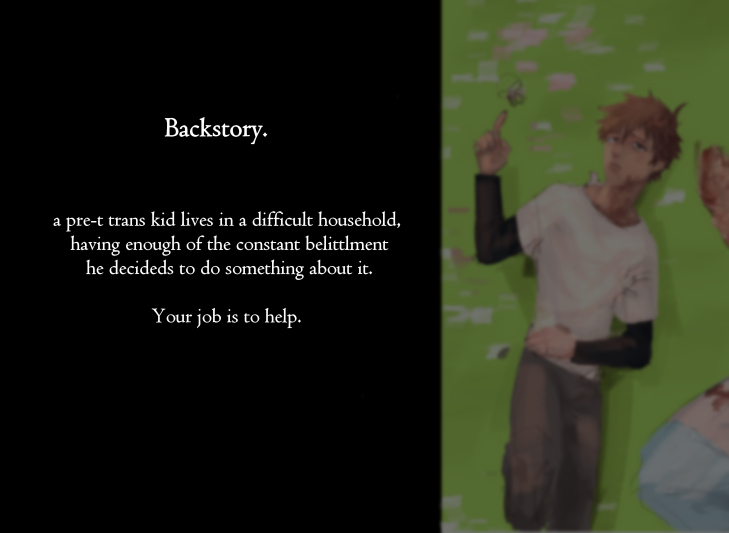 Backstory.
a pre-t trans kid lives in a difficult household,
having enough of the constant belittlment
he decideds to do something about it.
Your job is to help.